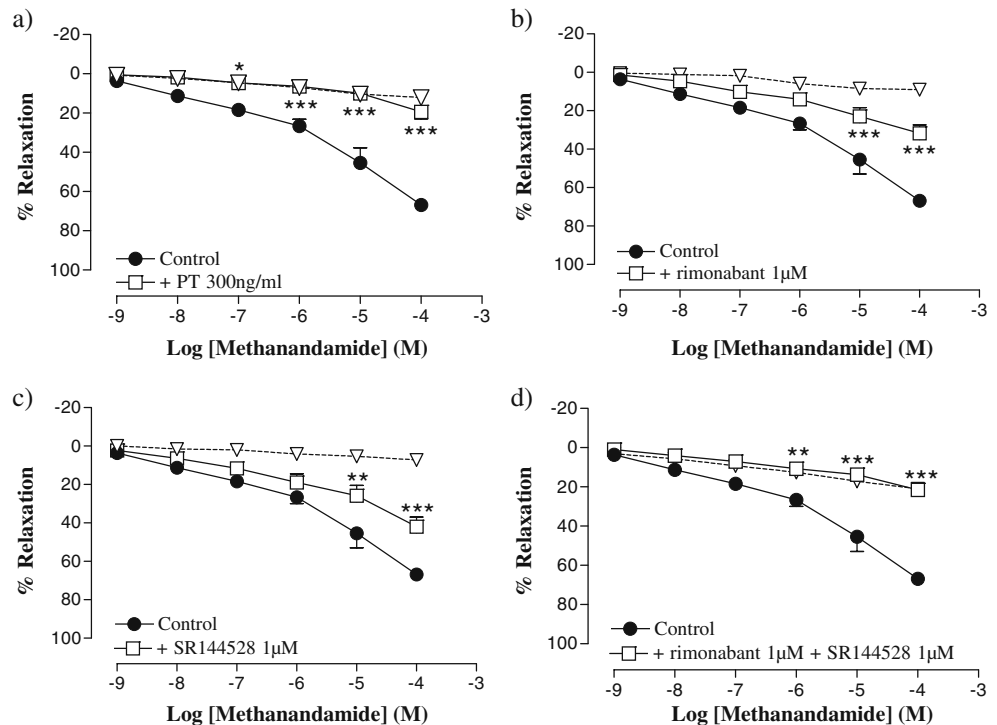 a)
-20
0
20
40
60
80
100
% Relaxation
*
***
***
***
Control
+ PT 300ng/ml
-9 -8 -7 -6 -5 -4 -3
Log [Methanandamide] (M)
b)
-20
0
20
40
60
80
100
% Relaxation
***
***
Control
+ rimonabant 1µM
-9 -8 -7 -6 -5 -4 -3
Log [Methanandamide] (M)
c)
-20
0
20
40
60
80
100
% Relaxation
**
***
Control
+ SR144528 1µM
-9 -8 -7 -6 -5 -4 -3
Log [Methanandamide] (M)
d)
-20
0
20
40
60
80
100
% Relaxation
**
***
***
Control
+ rimonabant 1µM + SR144528 1µM
-9 -8 -7 -6 -5 -4 -3
Log [Methanandamide] (M)